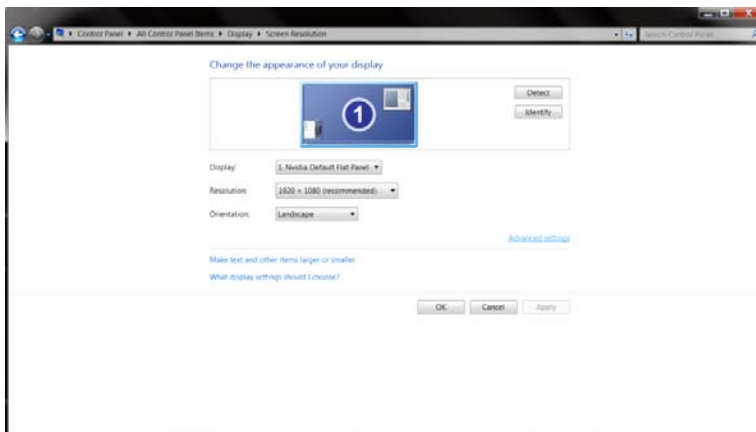 Control Panel ▸ All Control Panel Items ▸ Display ▸ Screen Resolution
Search Control Panel
Change the appearance of your display
1
Detect
Identify
Display:
1. Nvidia Default Flat Panel
Resolution:
1920 × 1080 (recommended)
Orientation:
Landscape
Advanced settings
Make text and other items larger or smaller
What display settings should I choose?
OK
Cancel
Apply